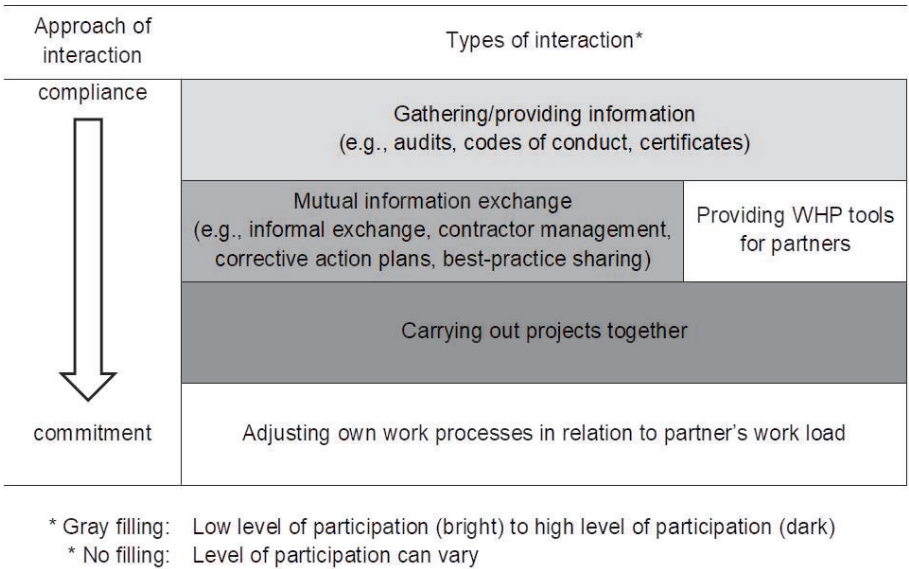 Approach of
interaction
Types of interaction*
compliance
Gathering/providing information
(e.g., audits, codes of conduct, certificates)
Mutual information exchange
(e.g., informal exchange, contractor management,
corrective action plans, best-practice sharing)
Providing WHP tools
for partners
Carrying out projects together
commitment
Adjusting own work processes in relation to partner’s work load
* Gray filling: Low level of participation (bright) to high level of participation (dark)
* No filling: Level of participation can vary